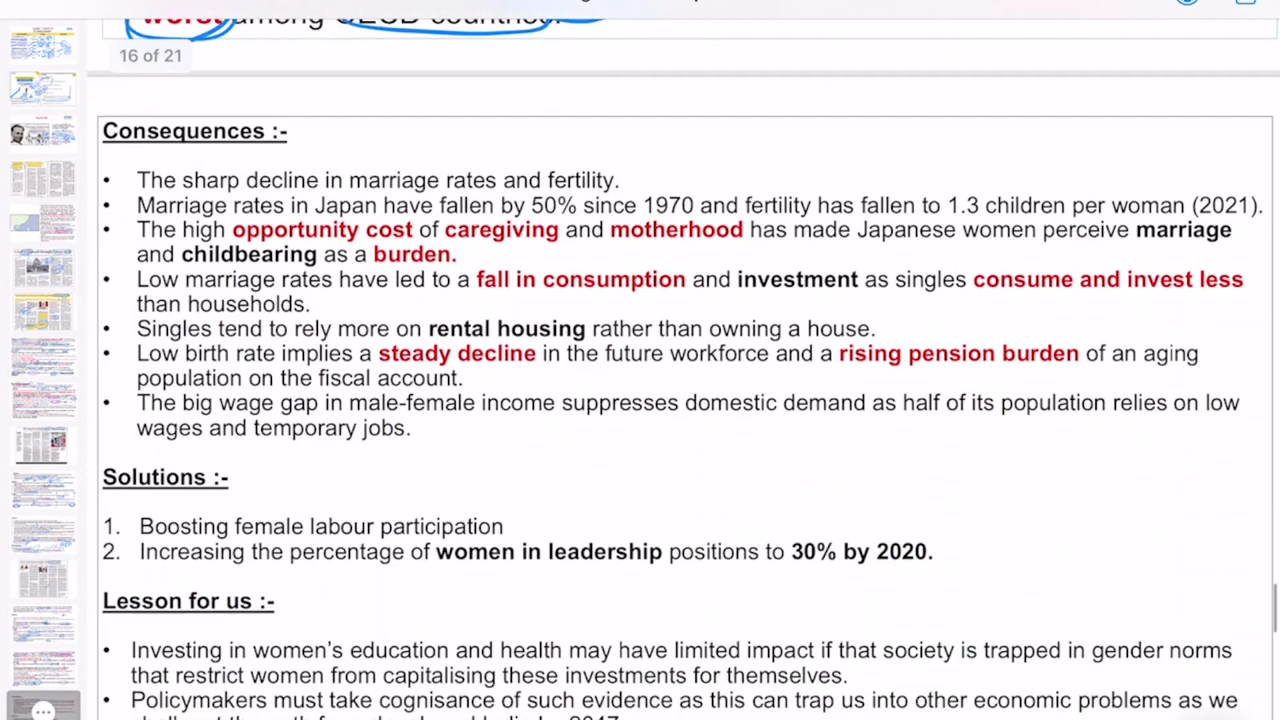 worst among OECD countries.
16 of 21
Consequences :-
• The sharp decline in marriage rates and fertility.
• Marriage rates in Japan have fallen by 50% since 1970 and fertility has fallen to 1.3 children per woman (2021).
• The high opportunity cost of caregiving and motherhood has made Japanese women perceive marriage
and childbearing as a burden.
• Low marriage rates have led to a fall in consumption and investment as singles consume and invest less
than households.
• Singles tend to rely more on rental housing rather than owning a house.
• Low birth rate implies a steady decline in the future workforce and a rising pension burden of an aging
population on the fiscal account.
• The big wage gap in male-female income suppresses domestic demand as half of its population relies on low
wages and temporary jobs.
Solutions :-
1. Boosting female labour participation
2. Increasing the percentage of women in leadership positions to 30% by 2020.
Lesson for us :-
• Investing in women's education and health may have limited impact if that society is trapped in gender norms
that restrict women from capitalising these investments for themselves.
• Policymakers must take cognisance of such evidence as this can trap us into other economic problems as we